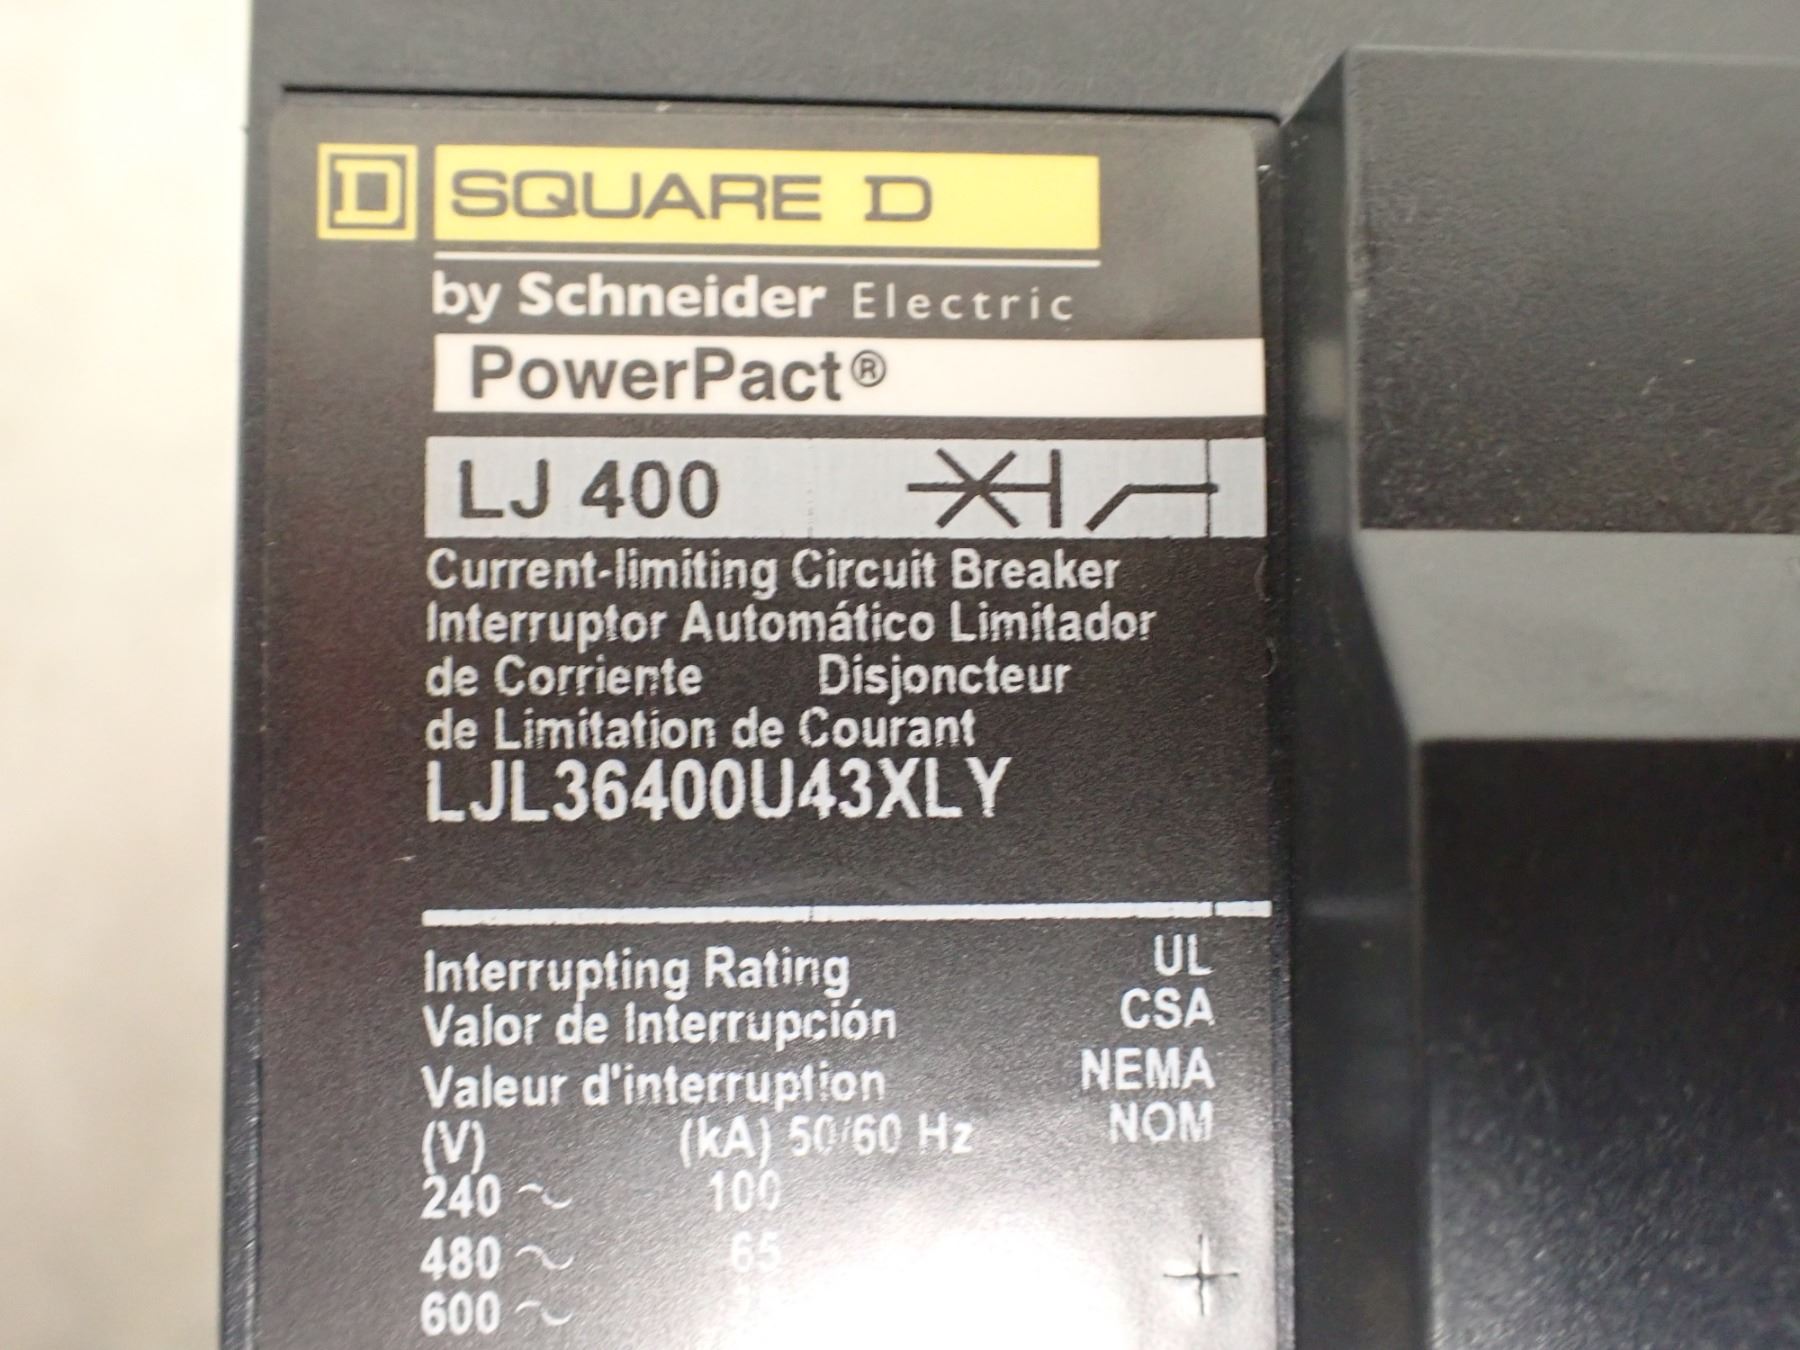 D SQUARE D
by Schneider Electric
PowerPact®
LJ 400
Current-limiting Circuit Breaker
Interruptor Automático Limitador
de Corriente Disjoncteur
de Limitation de Courant
LJL36400U43XLY
Interrupting Rating UL
Valor de Interrupción CSA
Valeur d'interruption NEMA
(V) (kA) 50/60 Hz NOM
240 ~ 100
480 ~ 65
600 ~